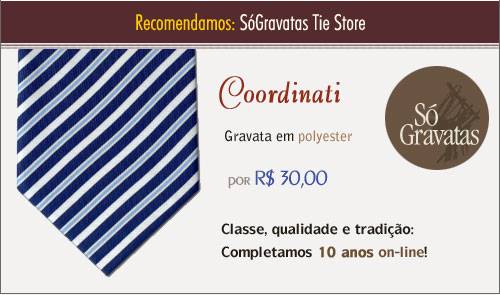 Recomendamos: SóGravatas Tie Store
Coordinati
Só
Gravatas
Gravata em polyester
por R$ 30,00
Classe, qualidade e tradição:
Completamos 10 anos on-line!